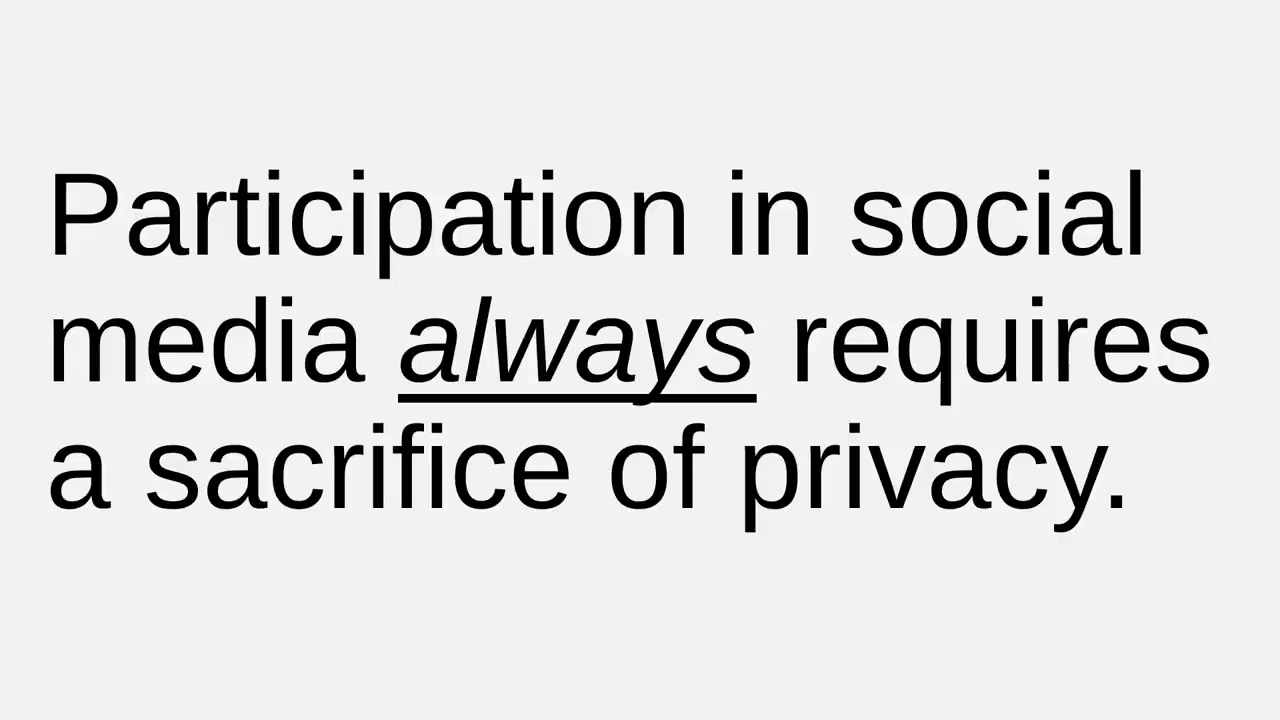 Participation in social
media always requires
a sacrifice of privacy.